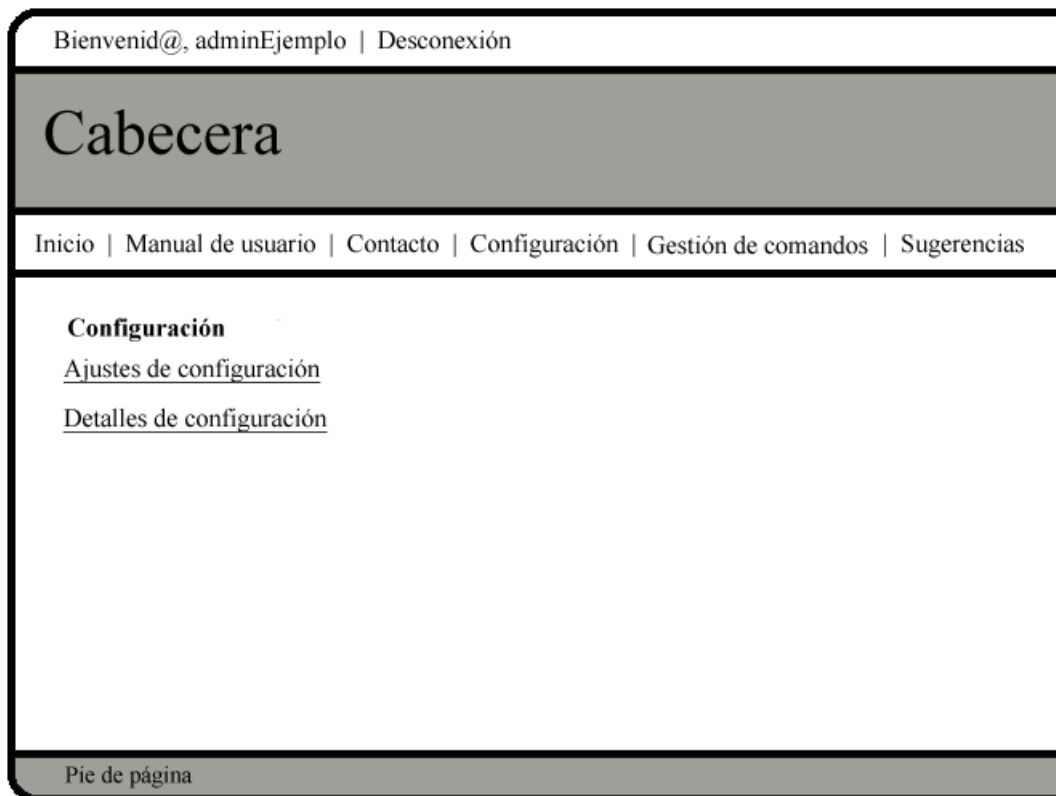 Bienvenid@, adminEjemplo | Desconexión
Cabecera
Inicio | Manual de usuario | Contacto | Configuración | Gestión de comandos | Sugerencias
Configuración
Ajustes de configuración
Detalles de configuración
Pie de página